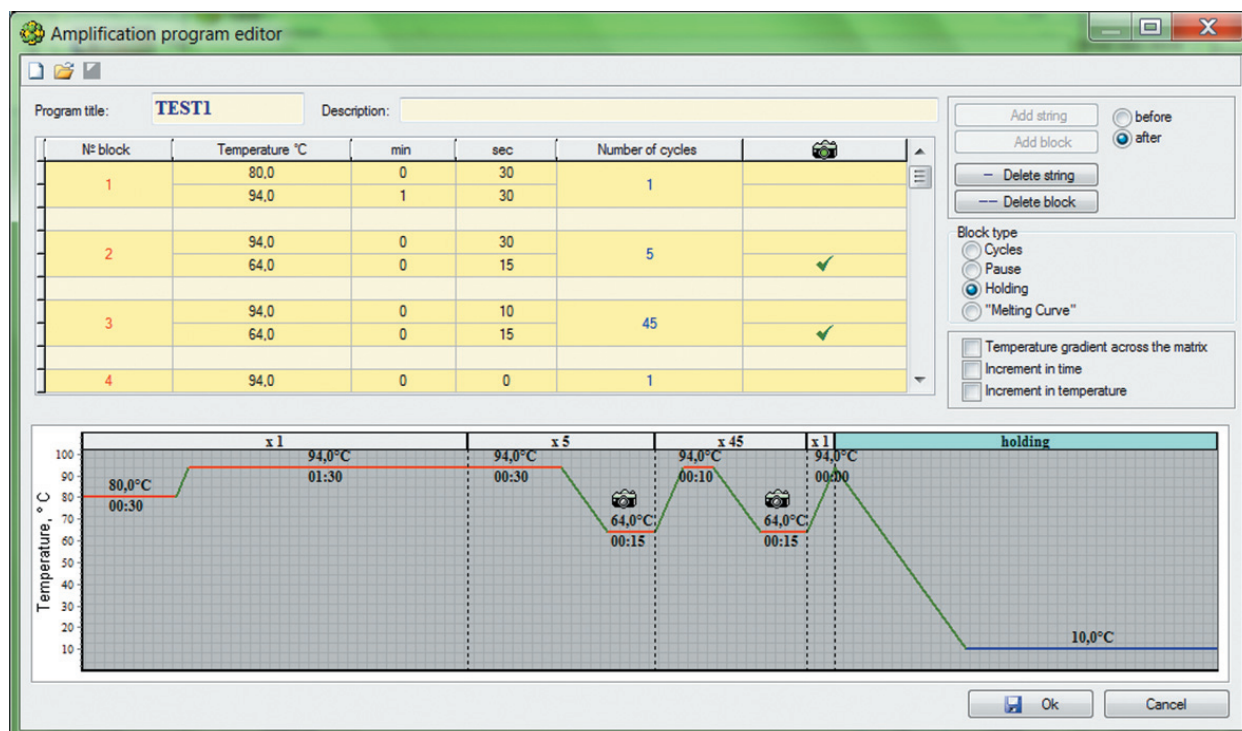 Amplification program editor
Program title: TEST1 Description:
Add string before
Add block after
− Delete string
−− Delete block
Nº block Temperature °C min sec Number of cycles
1 80,0 0 30 1
94,0 1 30
2 94,0 0 30 5
64,0 0 15 ✓
3 94,0 0 10 45
64,0 0 15 ✓
4 94,0 0 0 1
Block type
Cycles
Pause
Holding
"Melting Curve"
Temperature gradient across the matrix
Increment in time
Increment in temperature
x 1 x 5 x 45 x 1 holding
Temperature, °C
100
90
80
70
60
50
40
30
20
10
80,0°C
00:30
94,0°C
01:30
94,0°C
00:30
64,0°C
00:15
94,0°C
00:10
64,0°C
00:15
94,0°C
00:00
10,0°C
Ok Cancel